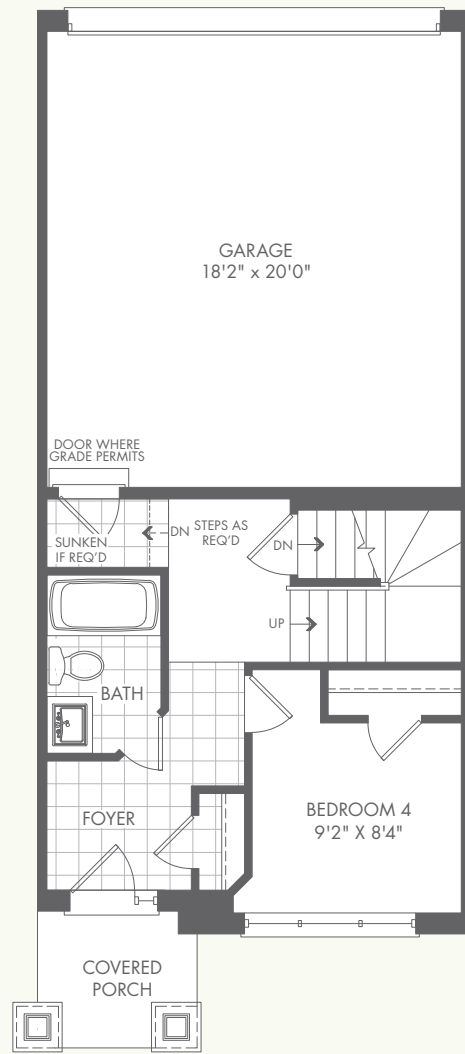 GARAGE
18'2" x 20'0"
DOOR WHERE
GRADE PERMITS
SUNKEN
IF REQ'D
DN
STEPS AS
REQ'D
DN
UP
BATH
FOYER
BEDROOM 4
9'2" X 8'4"
COVERED
PORCH